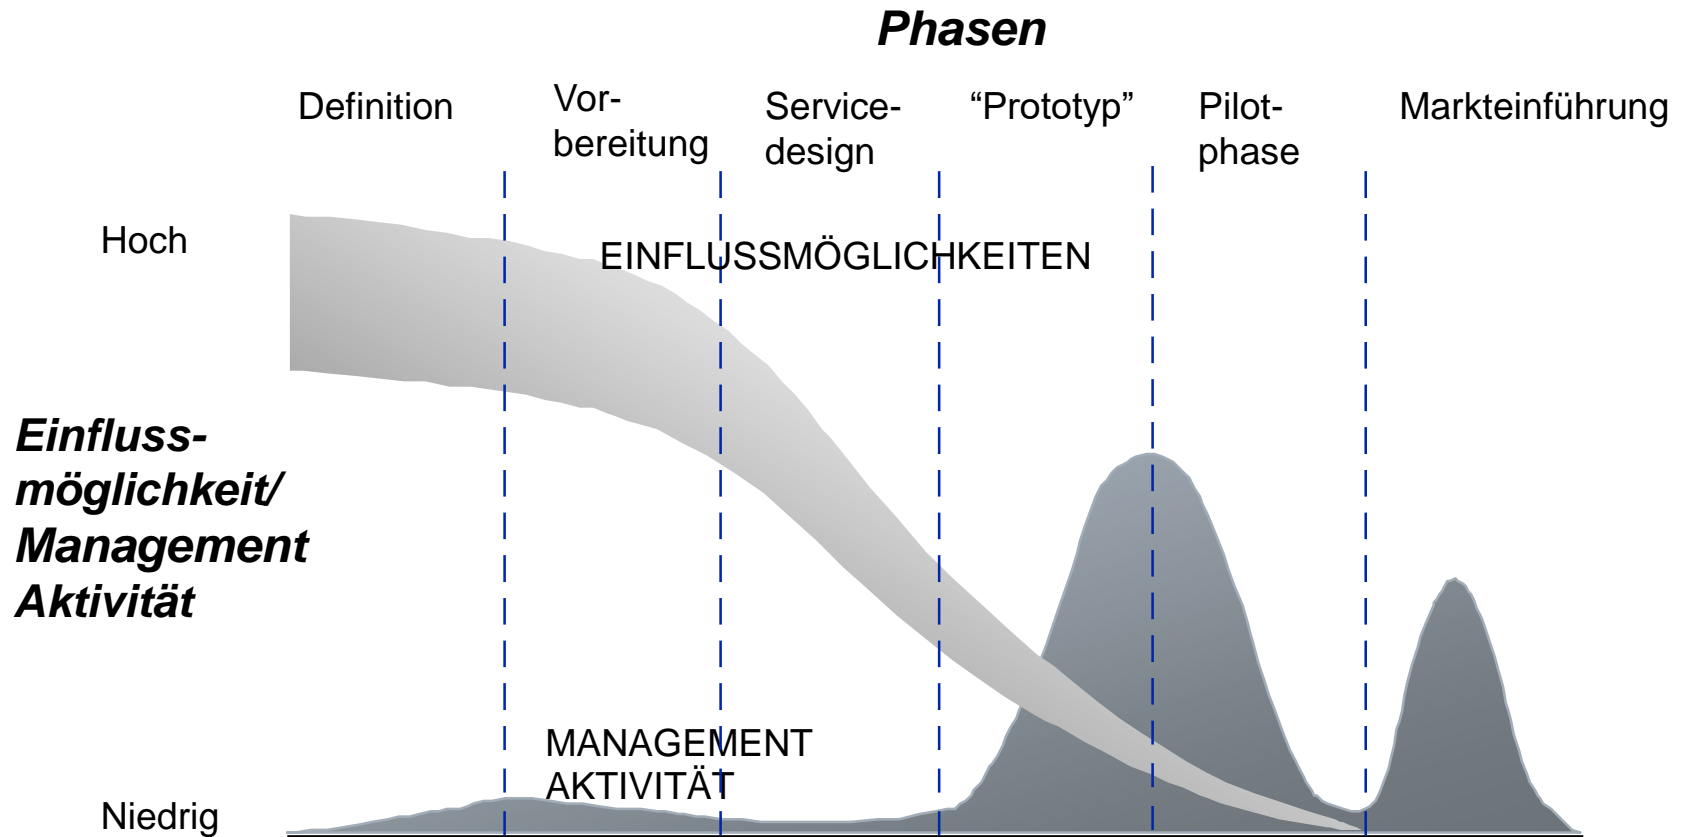 Phasen
Definition
Vor-
bereitung
Service-
design
“Prototyp”
Pilot-
phase
Markteinführung
Hoch
EINFLUSSMÖGLICHKEITEN
Einfluss-
möglichkeit/
Management
Aktivität
MANAGEMENT
AKTIVITÄT
Niedrig